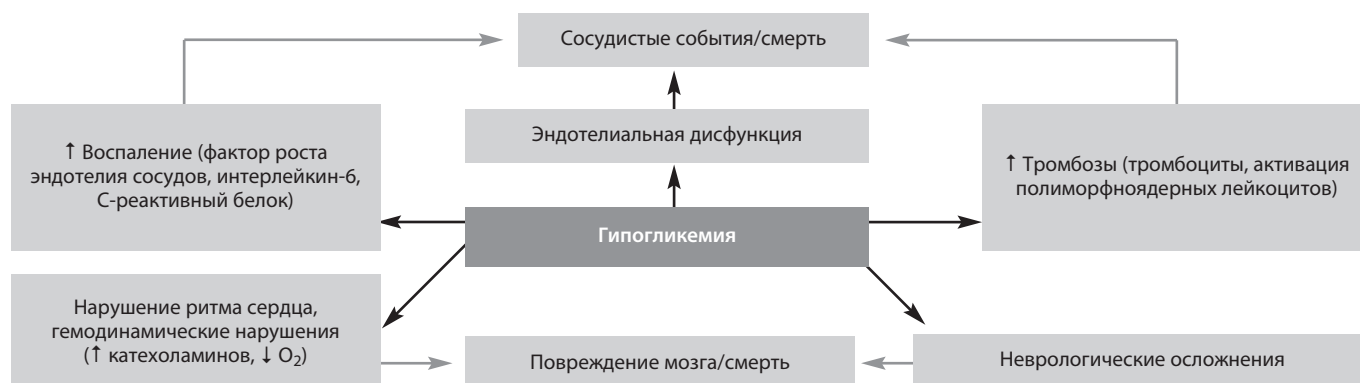 Сосудистые события/смерть
Эндотелиальная дисфункция
↑ Воспаление (фактор роста
эндотелия сосудов, интерлейкин-6,
С-реактивный белок)
↑ Тромбозы (тромбоциты, активация
полиморфноядерных лейкоцитов)
Гипогликемия
Нарушение ритма сердца,
гемодинамические нарушения
(↑ катехоламинов, ↓ O₂)
Повреждение мозга/смерть
Неврологические осложнения